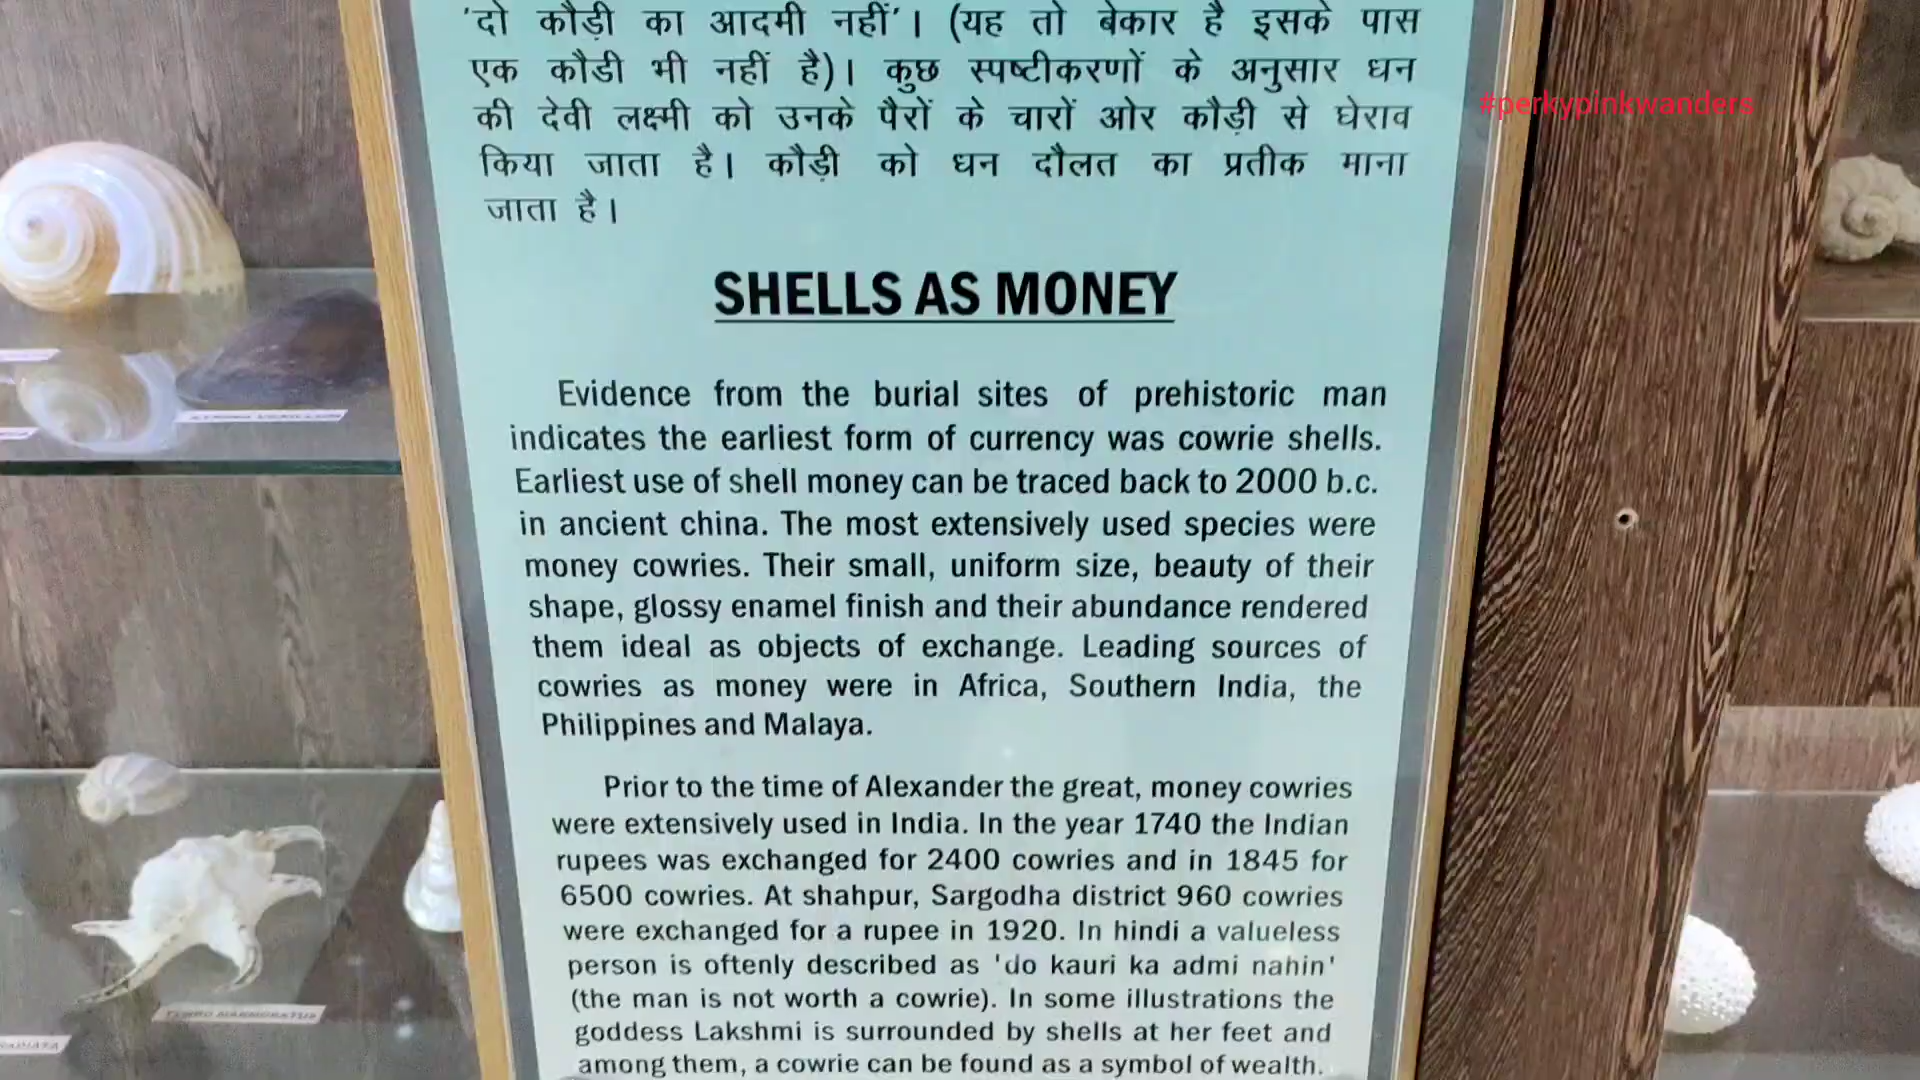 'दो कौड़ी का आदमी नहीं'। (यह तो बेकार है इसके पास
एक कौडी भी नहीं है)। कुछ स्पष्टीकरणों के अनुसार धन
की देवी लक्ष्मी को उनके पैरों के चारों ओर कौड़ी से घेराव
किया जाता है। कौड़ी को धन दौलत का प्रतीक माना
जाता है।
#perkypinkwanders
SHELLS AS MONEY
Evidence from the burial sites of prehistoric man
indicates the earliest form of currency was cowrie shells.
Earliest use of shell money can be traced back to 2000 b.c.
in ancient china. The most extensively used species were
money cowries. Their small, uniform size, beauty of their
shape, glossy enamel finish and their abundance rendered
them ideal as objects of exchange. Leading sources of
cowries as money were in Africa, Southern India, the
Philippines and Malaya.
Prior to the time of Alexander the great, money cowries
were extensively used in India. In the year 1740 the Indian
rupees was exchanged for 2400 cowries and in 1845 for
6500 cowries. At shahpur, Sargodha district 960 cowries
were exchanged for a rupee in 1920. In hindi a valueless
person is oftenly described as 'do kauri ka admi nahin'
(the man is not worth a cowrie). In some illustrations the
goddess Lakshmi is surrounded by shells at her feet and
among them, a cowrie can be found as a symbol of wealth.